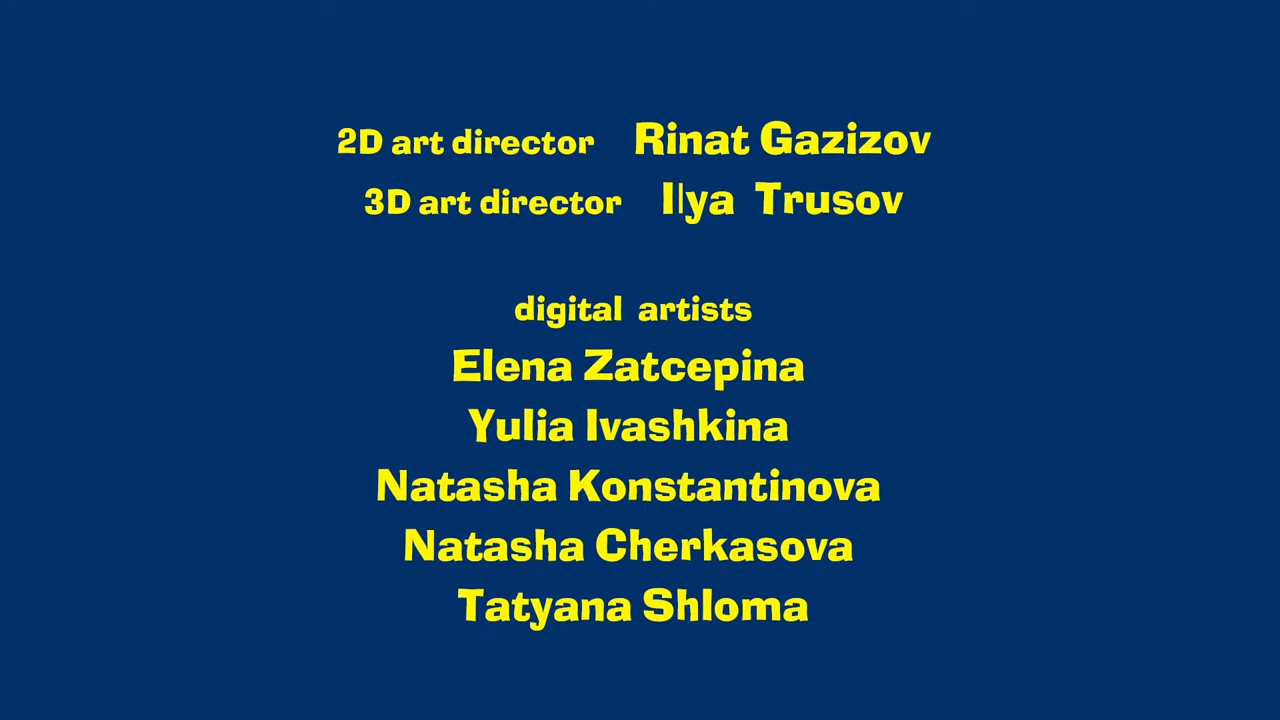 2D art director Rinat Gazizov
3D art director Ilya Trusov
digital artists
Elena Zatcepina
Yulia Ivashkina
Natasha Konstantinova
Natasha Cherkasova
Tatyana Shloma